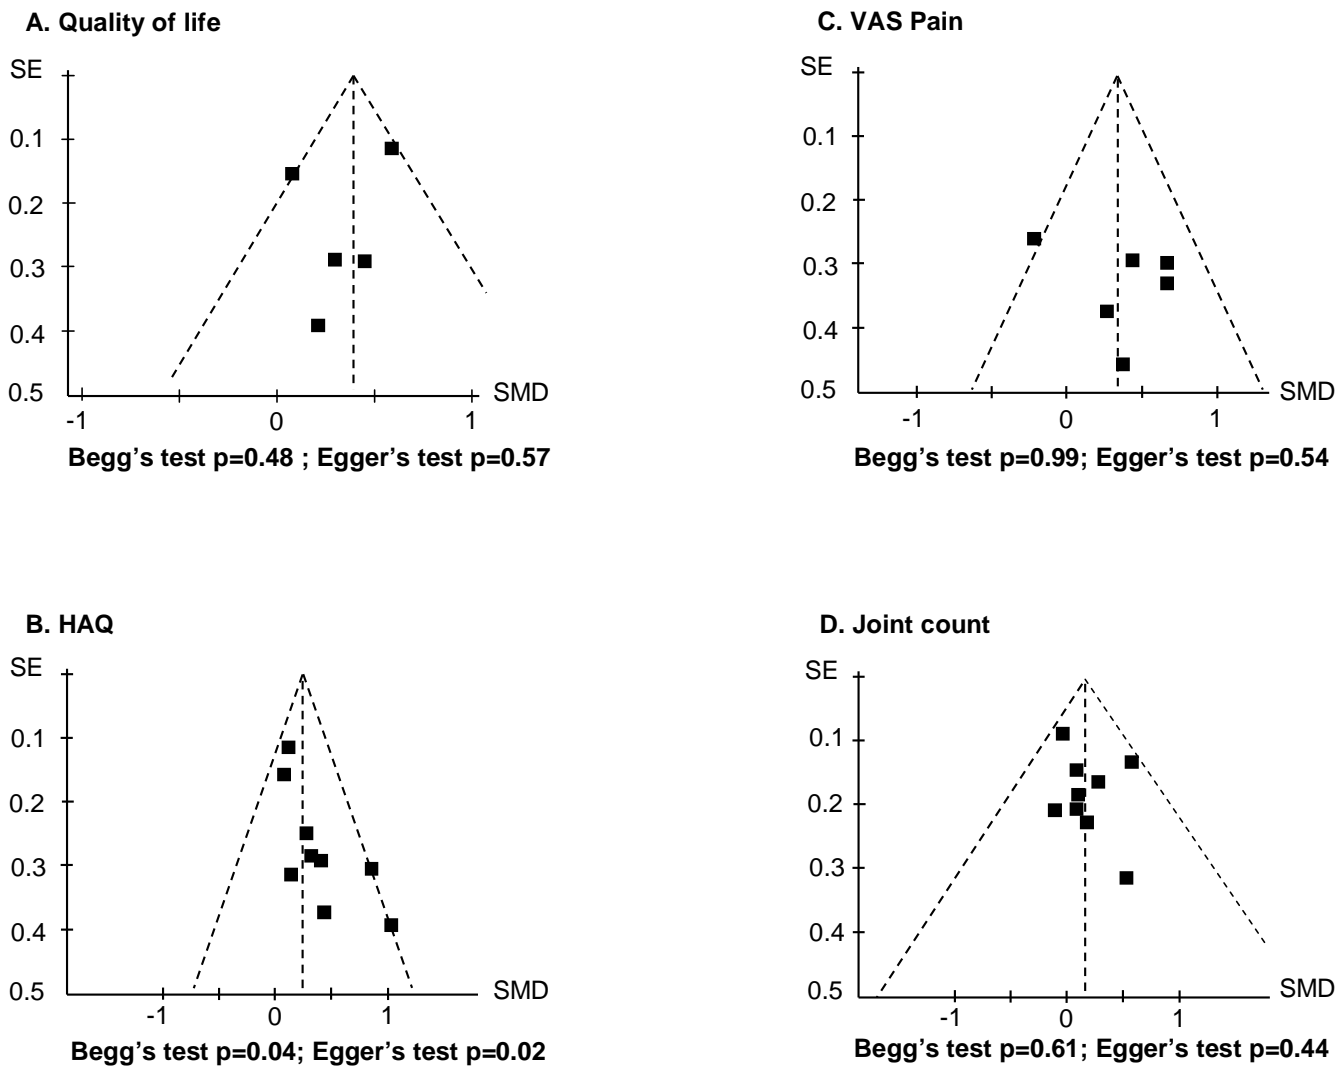 A. Quality of life
SE
0.1
0.2
0.3
0.4
0.5
-1
0
1
SMD
Begg's test p=0.48 ; Egger's test p=0.57
C. VAS Pain
SE
0.1
0.2
0.3
0.4
0.5
-1
0
1
SMD
Begg's test p=0.99; Egger's test p=0.54
B. HAQ
SE
0.1
0.2
0.3
0.4
0.5
-1
0
1
SMD
Begg's test p=0.04; Egger's test p=0.02
D. Joint count
SE
0.1
0.2
0.3
0.4
0.5
-1
0
1
SMD
Begg's test p=0.61; Egger's test p=0.44